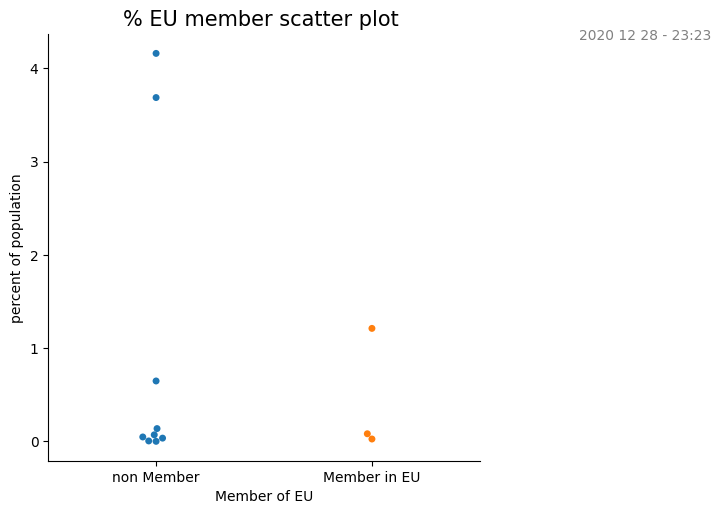 % EU member scatter plot
2020 12 28 - 23:23
percent of population
4
3
2
1
0
non Member
Member in EU
Member of EU